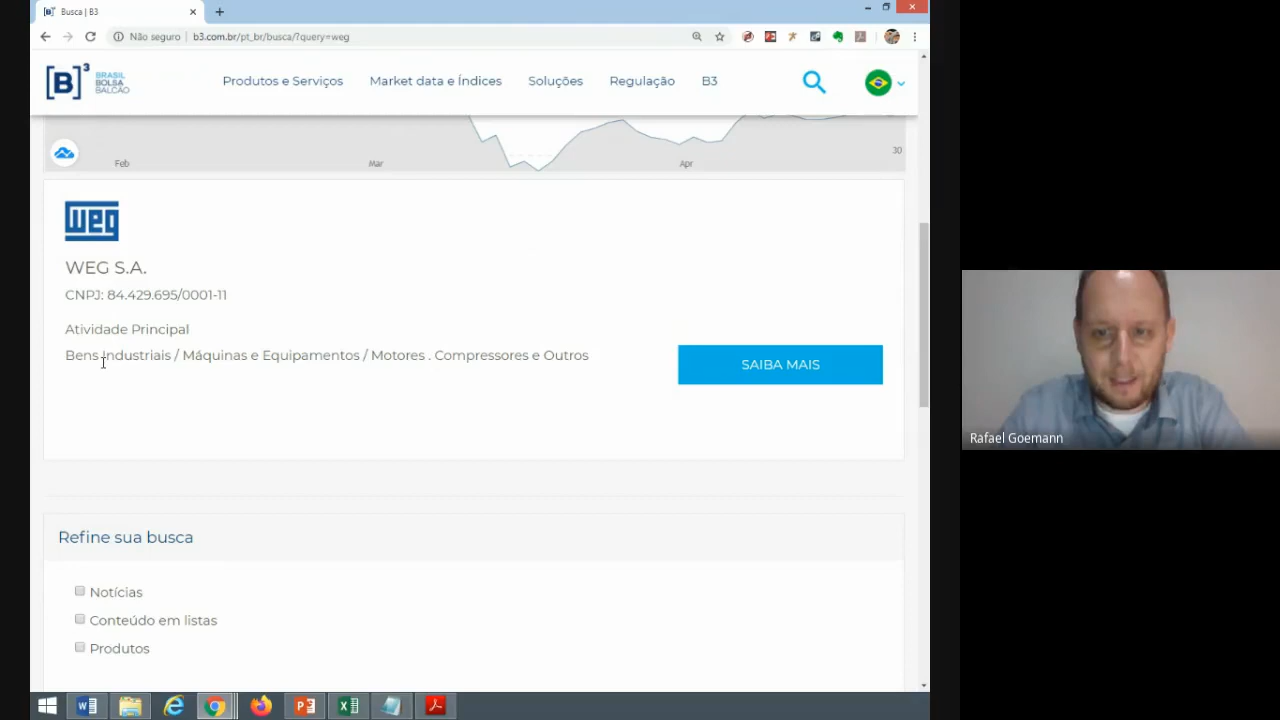 Busca | B3
Não seguro
b3.com.br/pt_br/busca/?query=weg
[B]³ BRASIL
BOLSA
BALCÃO
Produtos e Serviços
Market data e Índices
Soluções
Regulação
B3
30
Feb
Mar
Apr
weg
WEG S.A.
CNPJ: 84.429.695/0001-11
Atividade Principal
Bens Industriais / Máquinas e Equipamentos / Motores . Compressores e Outros
SAIBA MAIS
Rafael Goemann
Refine sua busca
Notícias
Conteúdo em listas
Produtos